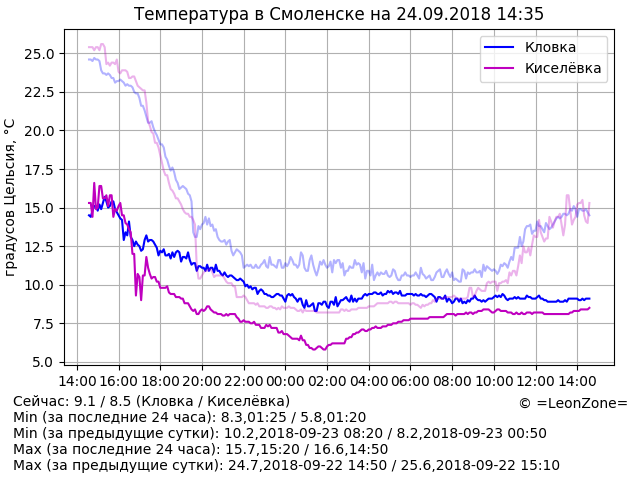 Температура в Смоленске на 24.09.2018 14:35
Кловка
Киселёвка
градусов Цельсия, °C
25.0
22.5
20.0
17.5
15.0
12.5
10.0
7.5
5.0
14:00 16:00 18:00 20:00 22:00 00:00 02:00 04:00 06:00 08:00 10:00 12:00 14:00
Сейчас: 9.1 / 8.5 (Кловка / Киселёвка)
© =LeonZone=
Min (за последние 24 часа): 8.3,01:25 / 5.8,01:20
Min (за предыдущие сутки): 10.2,2018-09-23 08:20 / 8.2,2018-09-23 00:50
Max (за последние 24 часа): 15.7,15:20 / 16.6,14:50
Max (за предыдущие сутки): 24.7,2018-09-22 14:50 / 25.6,2018-09-22 15:10